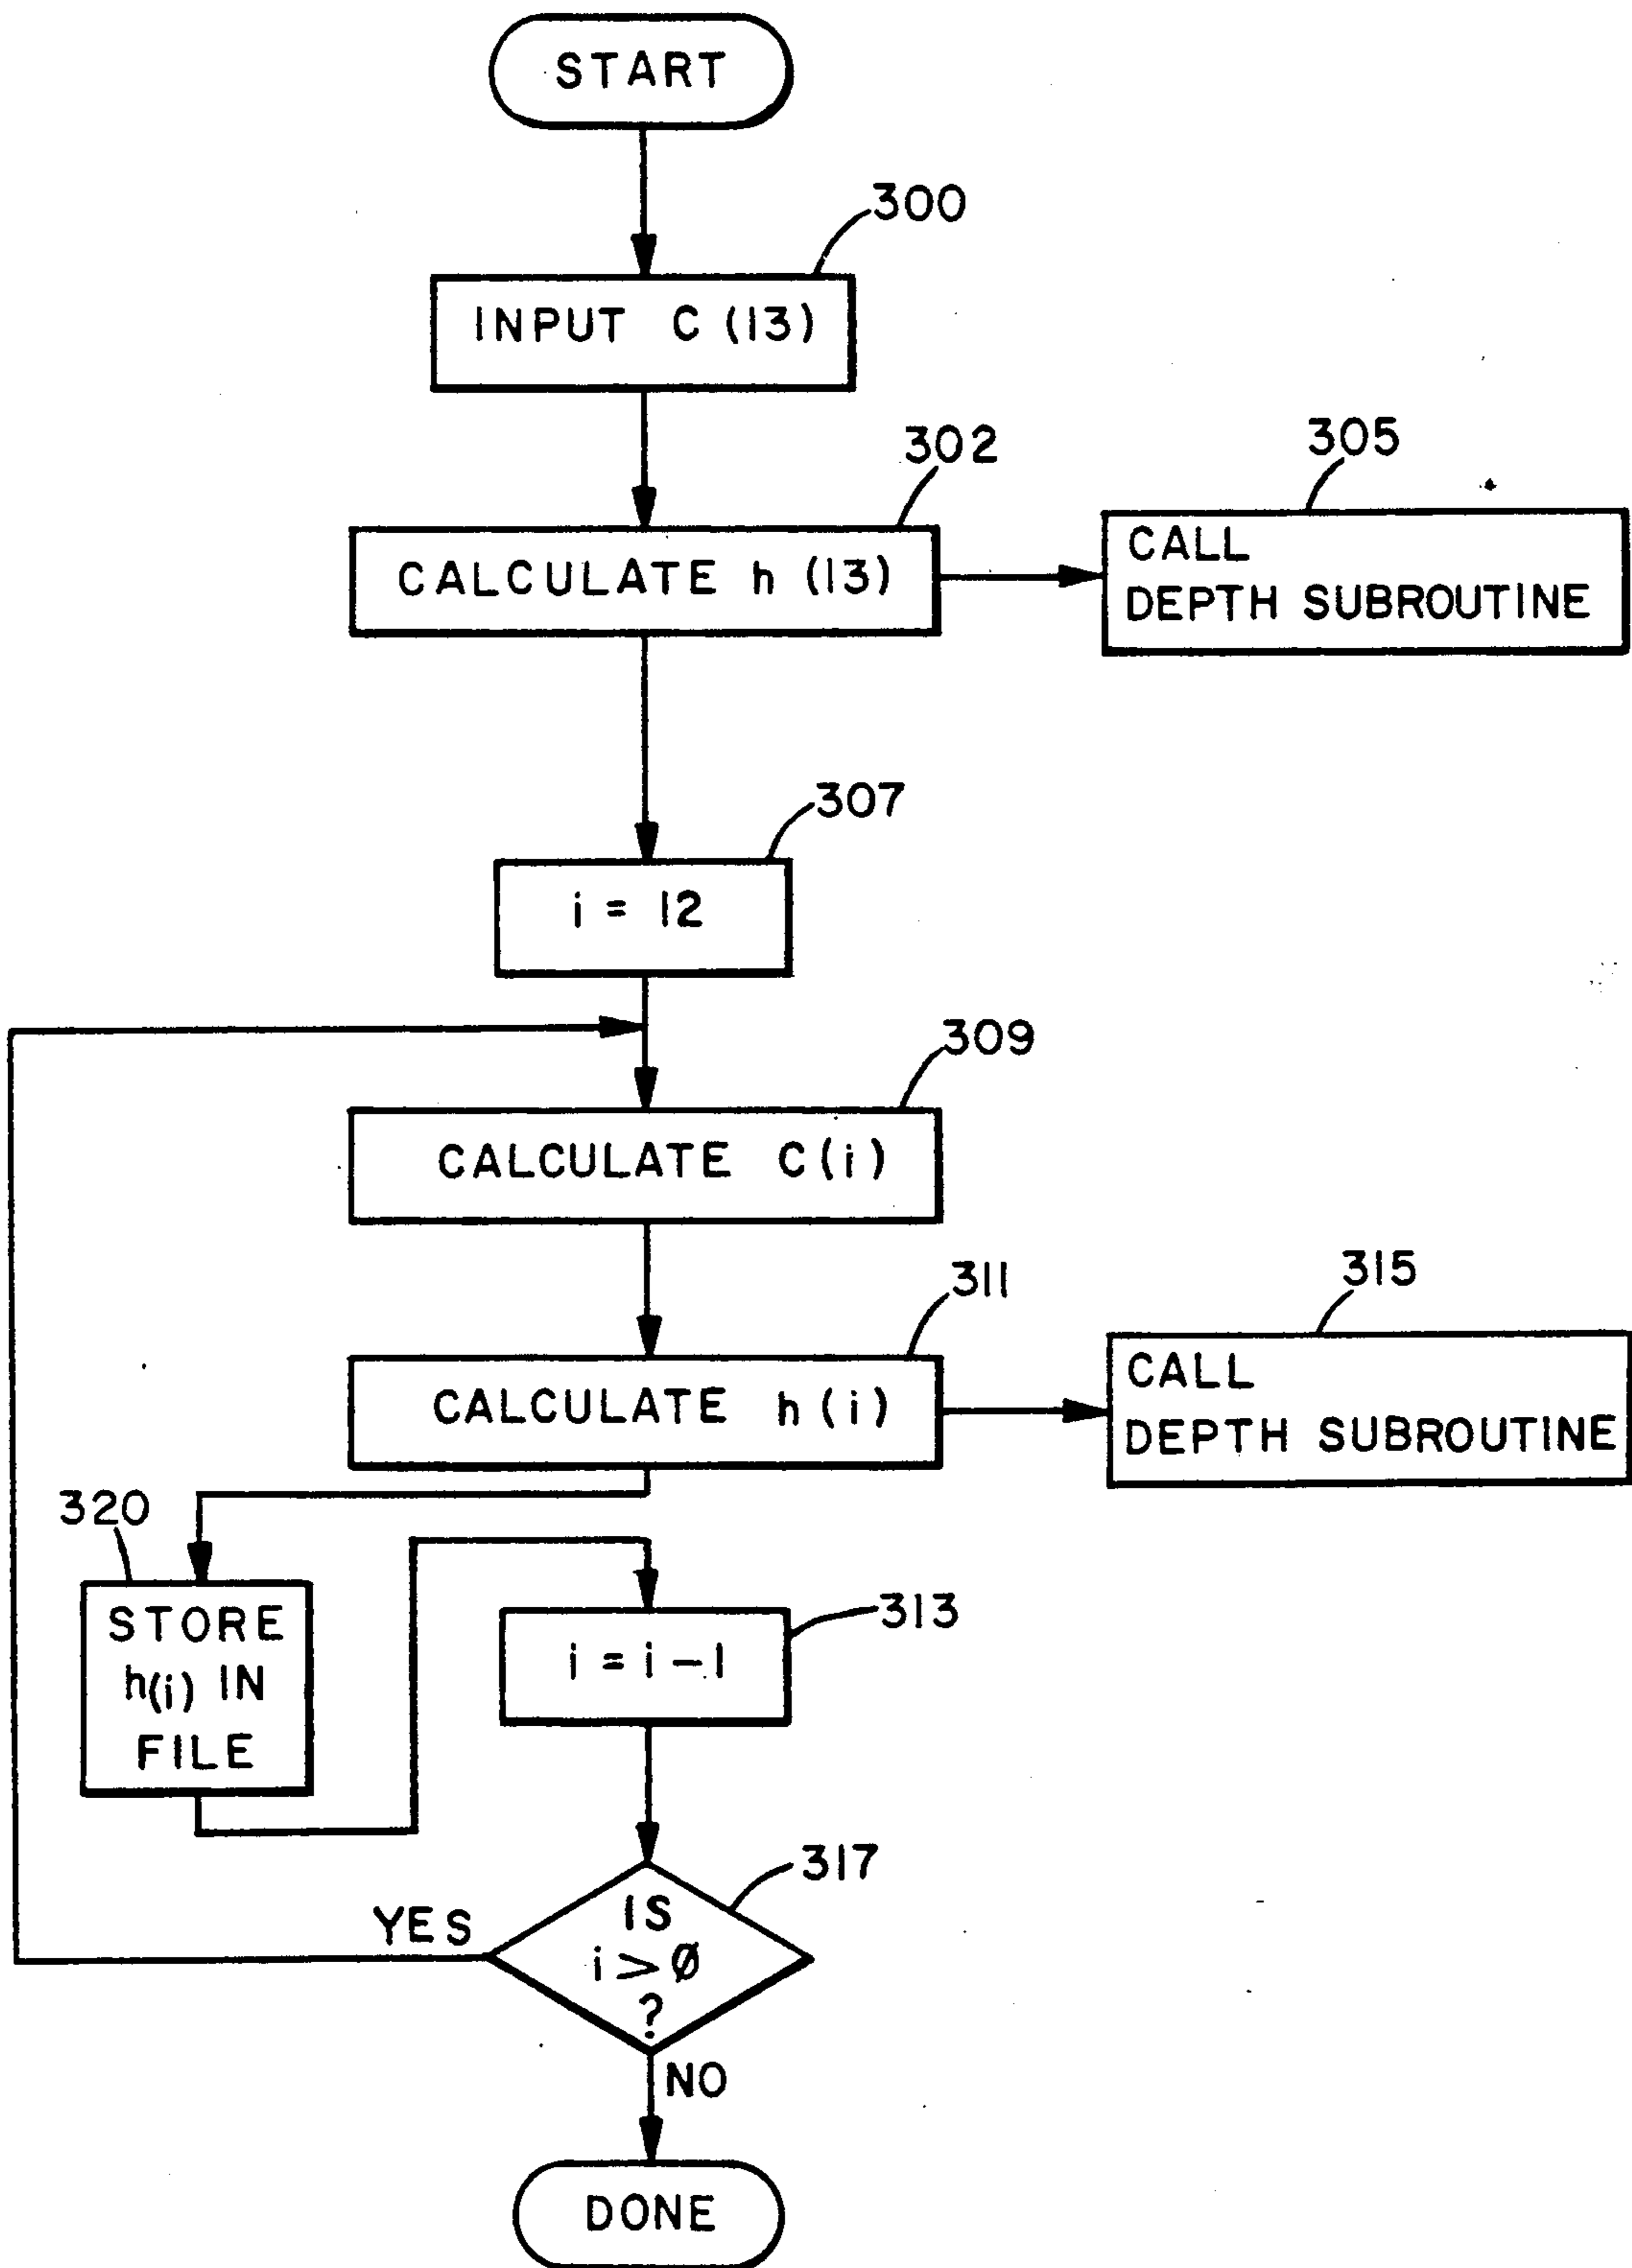 START
300
INPUT C (13)
302
CALCULATE h (13)
305
CALL
DEPTH SUBROUTINE
307
i = 12
309
CALCULATE C(i)
311
CALCULATE h(i)
315
CALL
DEPTH SUBROUTINE
320
STORE
h(i) IN
FILE
313
i = i - 1
317
IS
i > Ø
?
YES
NO
DONE